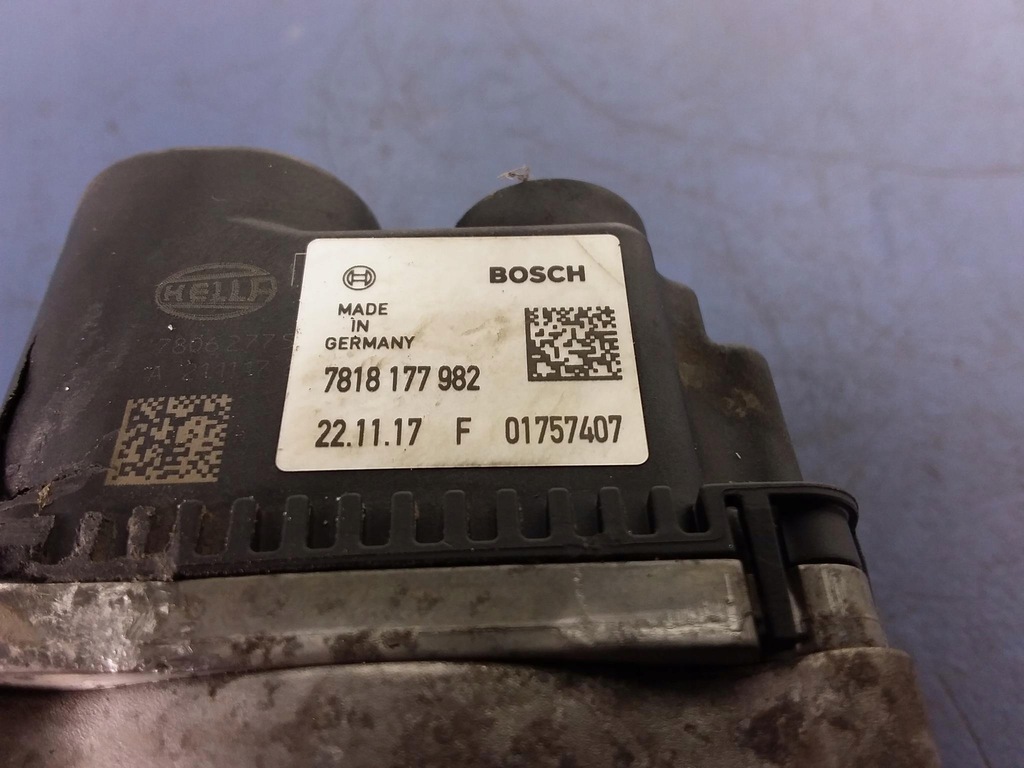 BOSCH
MADE
IN
GERMANY
7818 177 982
22.11.17 F 01757407
HELLA